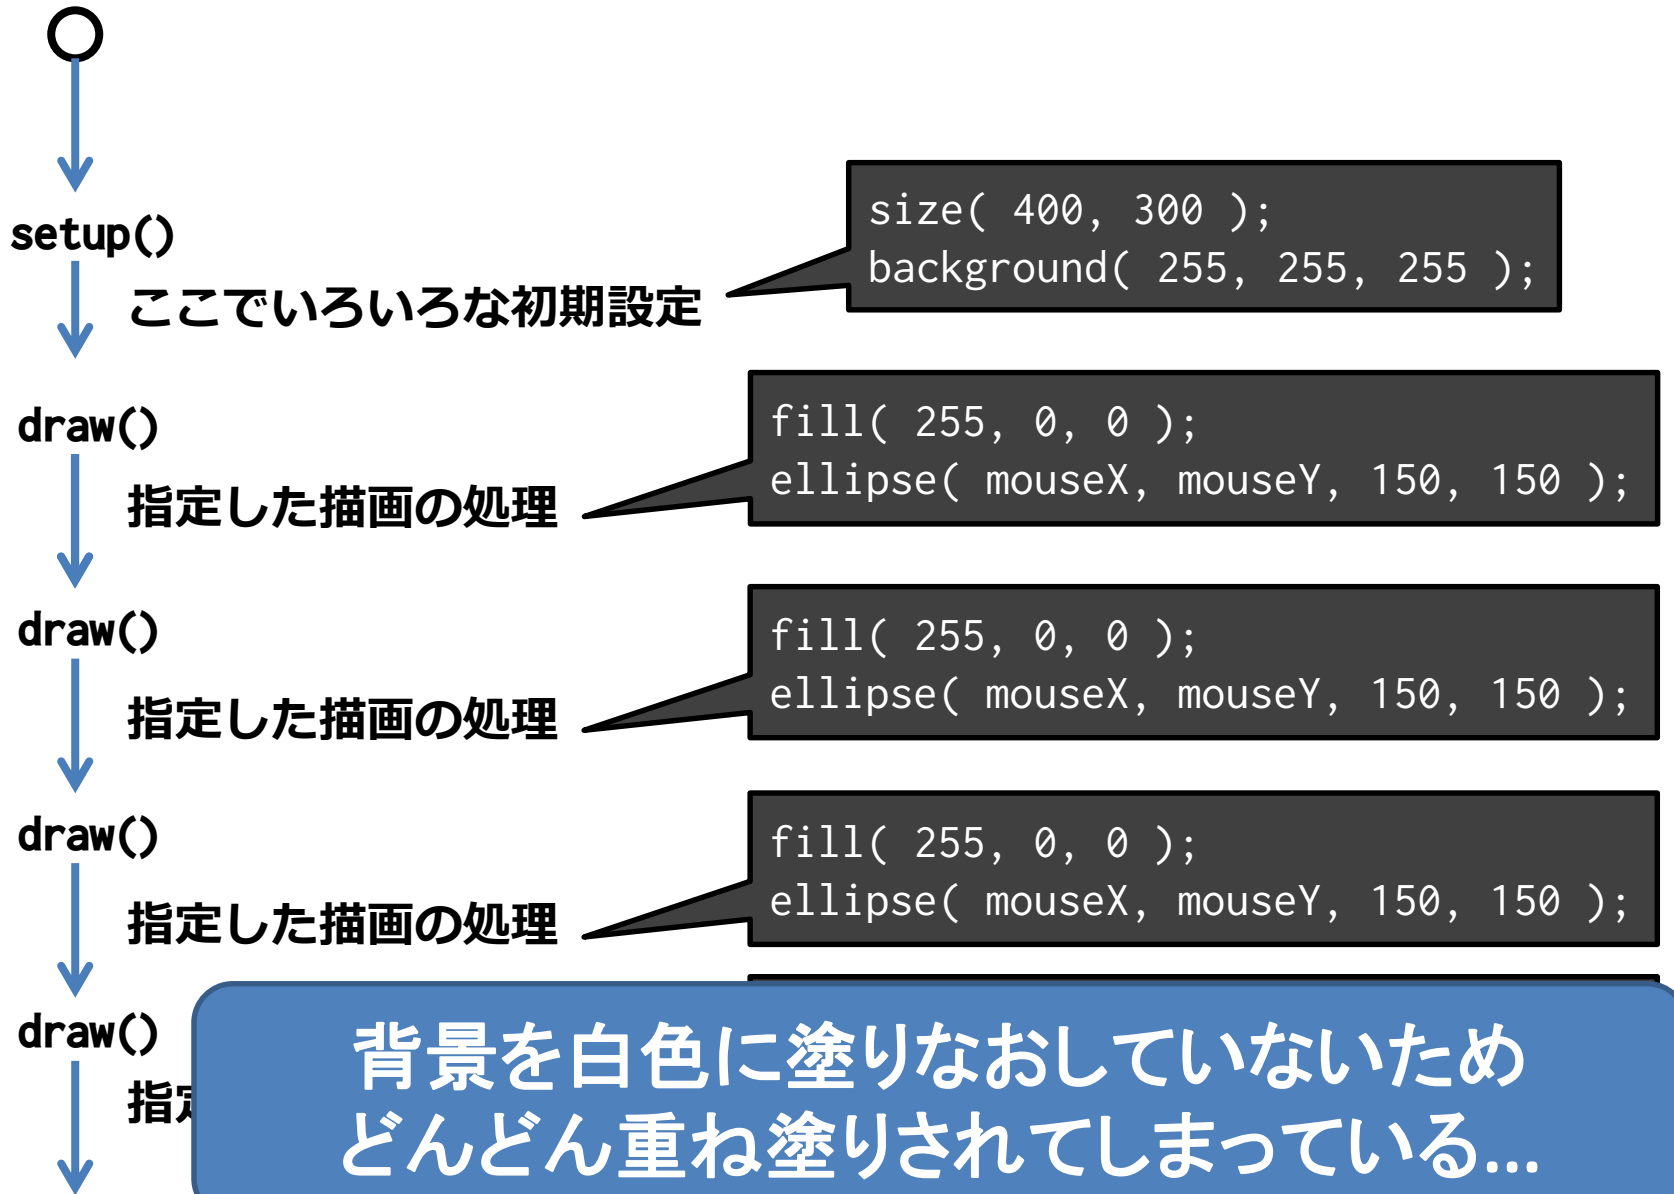 setup()
ここでいろいろな初期設定
size( 400, 300 );
background( 255, 255, 255 );
draw()
指定した描画の処理
fill( 255, 0, 0 );
ellipse( mouseX, mouseY, 150, 150 );
draw()
指定した描画の処理
fill( 255, 0, 0 );
ellipse( mouseX, mouseY, 150, 150 );
draw()
指定した描画の処理
fill( 255, 0, 0 );
ellipse( mouseX, mouseY, 150, 150 );
draw()
指
背景を白色に塗りなおしていないため
どんどん重ね塗りされてしまっている...